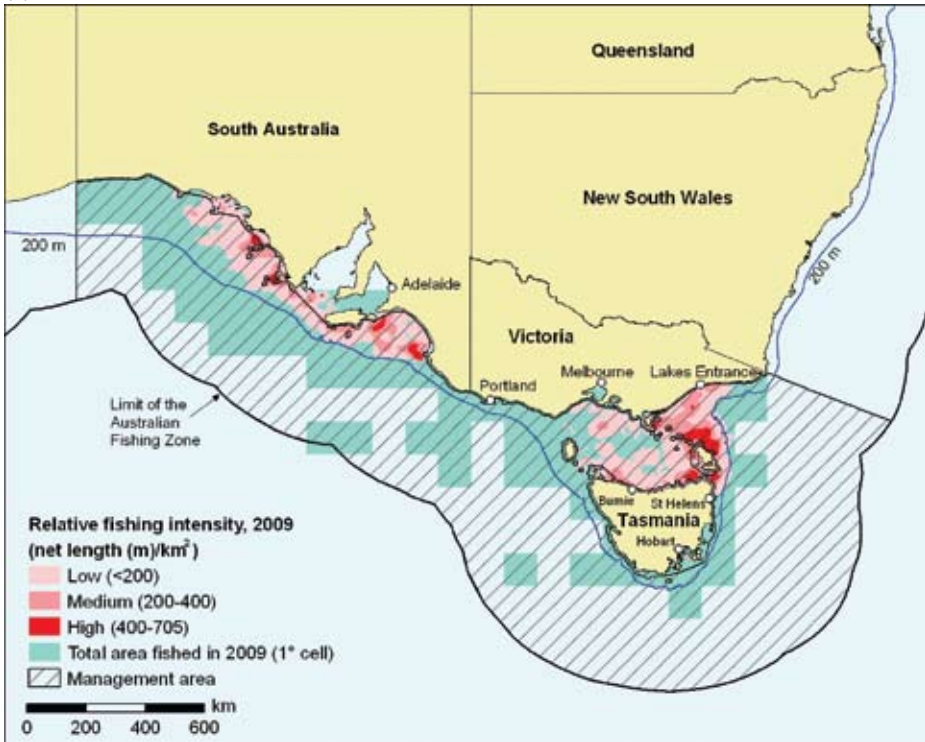 Queensland
South Australia
New South Wales
200 m
200 m
Adelaide
Victoria
Melbourne
Lakes Entrance
Portland
Limit of the
Australian
Fishing Zone
Burnie
St Helens
Tasmania
Hobart
Relative fishing intensity, 2009
(net length (m)/km²)
Low (<200)
Medium (200-400)
High (400-705)
Total area fished in 2009 (1° cell)
Management area
km
0 200 400 600